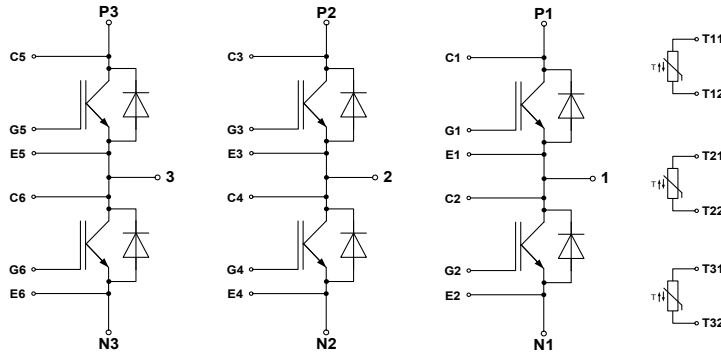 P3 P2 P1
C5 C3 C1 T11
T↑↓
G5 G3 G1 T12
E5 E3 E1 T21
3 2 1
T↑↓
C6 C4 C2 T22
G6 G4 G2 T31
E6 E4 E2
T↑↓
T32
N3 N2 N1